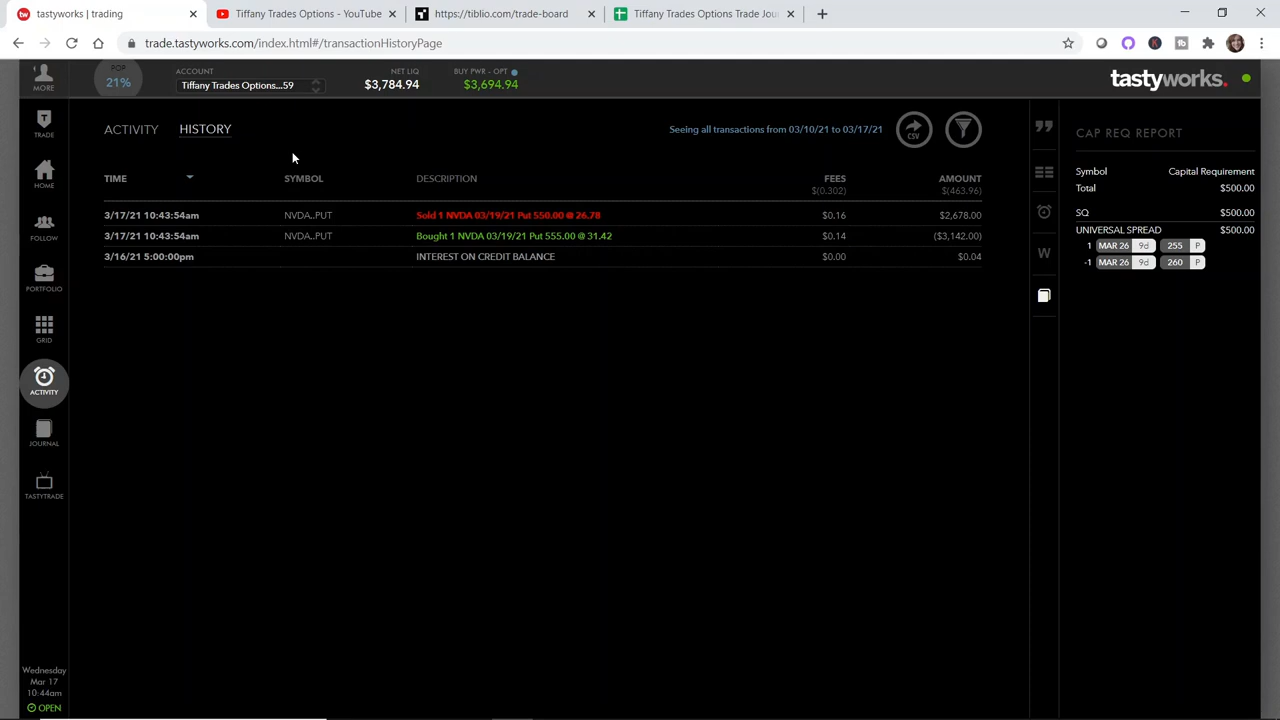 tastyworks | trading
Tiffany Trades Options - YouTube
https://tiblio.com/trade-board
Tiffany Trades Options Trade Jou
trade.tastyworks.com/index.html#/transactionHistoryPage
MORE
POP
21%
ACCOUNT
Tiffany Trades Options...59
NET LIQ
$3,784.94
BUY PWR - OPT
$3,694.94
tastyworks.
TRADE
HOME
FOLLOW
PORTFOLIO
GRID
ACTIVITY
JOURNAL
TASTYTRADE
Wednesday
Mar 17
10:44am
OPEN
ACTIVITY HISTORY
Seeing all transactions from 03/10/21 to 03/17/21
CSV
TIME SYMBOL DESCRIPTION FEES AMOUNT
$(0.302) $(463.96)
3/17/21 10:43:54am NVDA..PUT Sold 1 NVDA 03/19/21 Put 550.00 @ 26.78 $0.16 $2,678.00
3/17/21 10:43:54am NVDA..PUT Bought 1 NVDA 03/19/21 Put 555.00 @ 31.42 $0.14 ($3,142.00)
3/16/21 5:00:00pm INTEREST ON CREDIT BALANCE $0.00 $0.04
W
CAP REQ REPORT
Symbol Capital Requirement
Total $500.00
SQ $500.00
UNIVERSAL SPREAD $500.00
1 MAR 26 9d 255 P
-1 MAR 26 9d 260 P